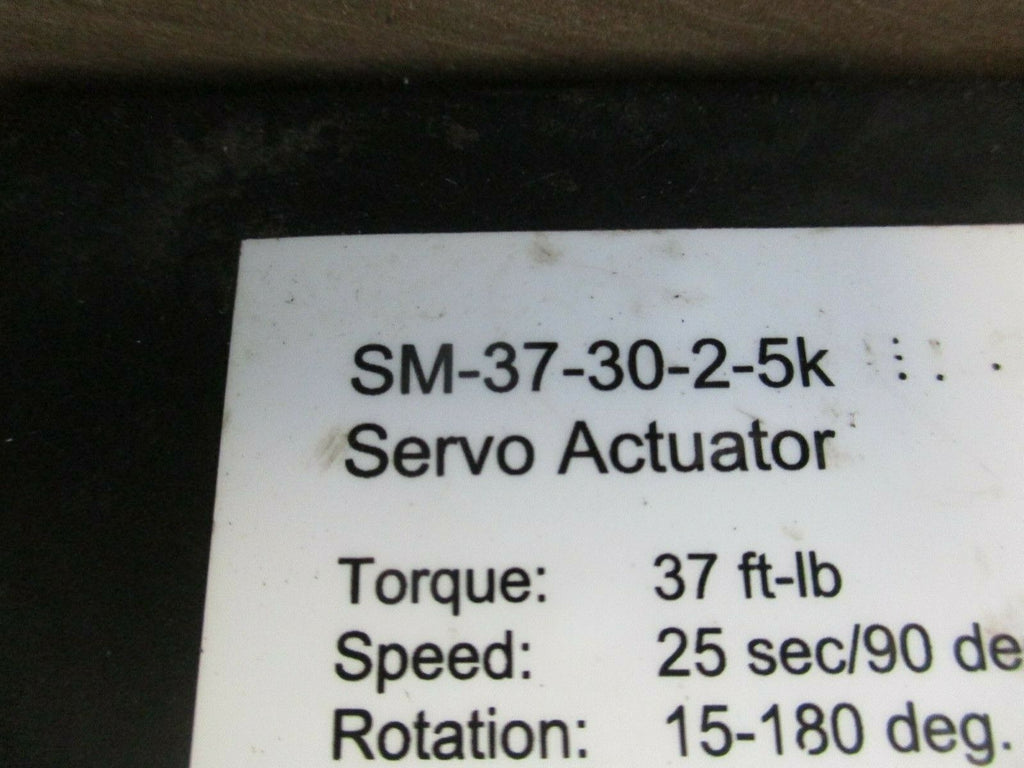 SM-37-30-2-5k
Servo Actuator
Torque: 37 ft-lb
Speed: 25 sec/90 de
Rotation: 15-180 deg.